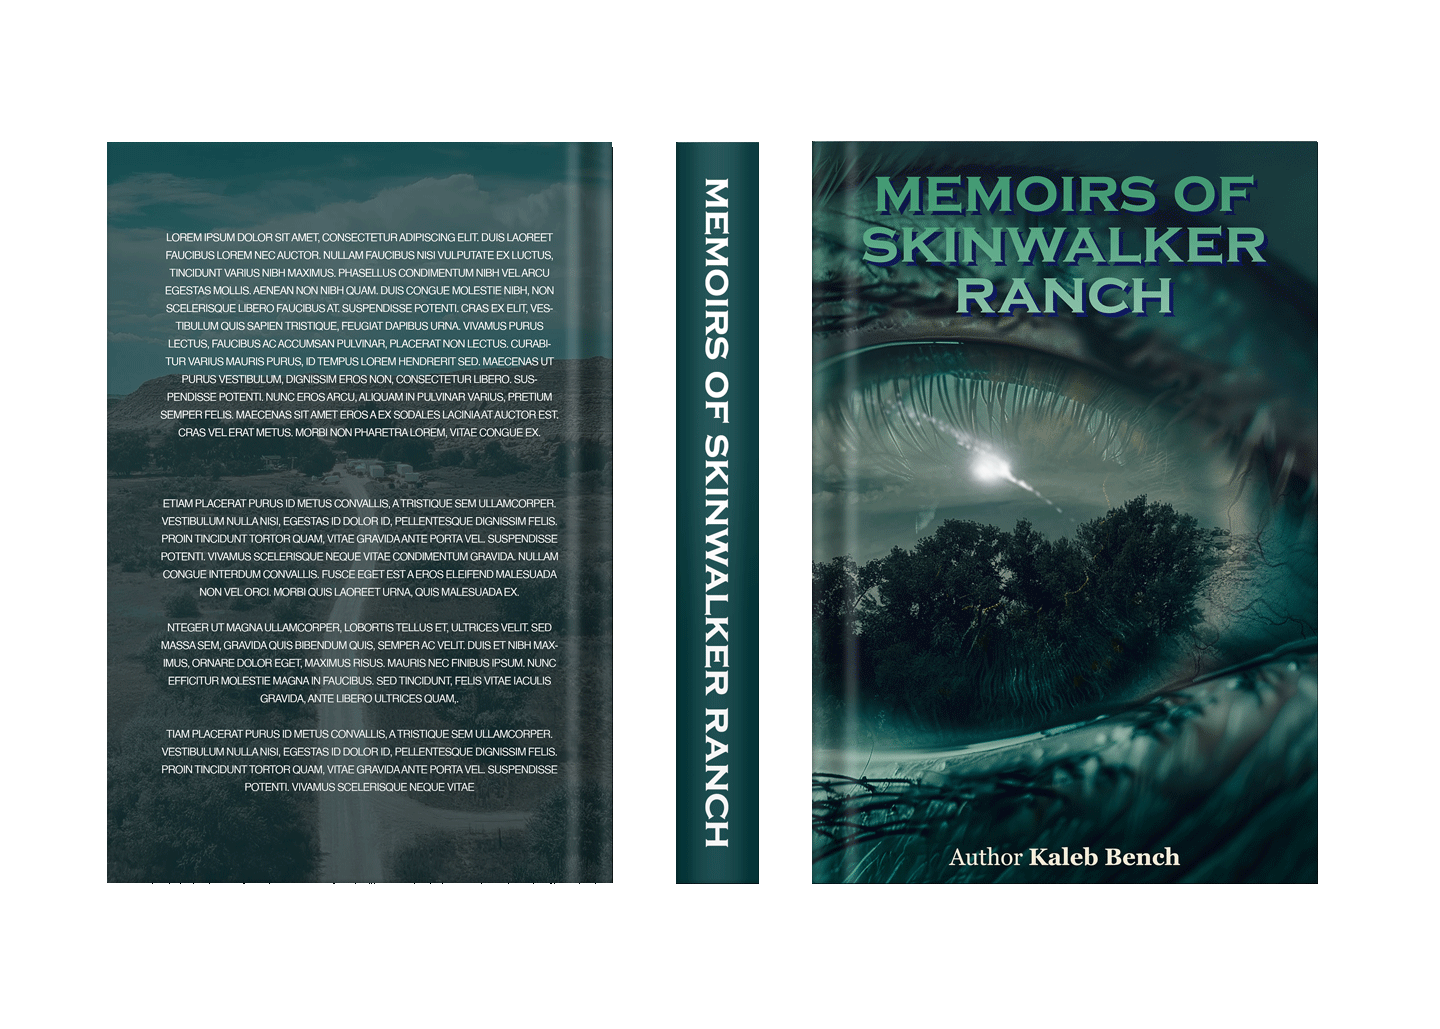 LOREM IPSUM DOLOR SIT AMET, CONSECTETUR ADIPISCING ELIT. DUIS LAOREET
FAUCIBUS LOREM NEC AUCTOR. NULLAM FAUCIBUS NISI VULPUTATE EX LUCTUS,
TINCIDUNT VARIUS NIBH MAXIMUS. PHASELLUS CONDIMENTUM NIBH VEL ARCU
EGESTAS MOLLIS. AENEAN NON NIBH QUAM. DUIS CONGUE MOLESTIE NIBH, NON
SCELERISQUE LIBERO FAUCIBUS AT. SUSPENDISSE POTENTI. CRAS EX ELIT, VES-
TIBULUM QUIS SAPIEN TRISTIQUE, FEUGIAT DAPIBUS URNA. VIVAMUS PURUS
LECTUS, FAUCIBUS AC ACCUMSAN PULVINAR, PLACERAT NON LECTUS. CURABI-
TUR VARIUS MAURIS PURUS, ID TEMPUS LOREM HENDRERIT SED. MAECENAS UT
PURUS VESTIBULUM, DIGNISSIM EROS NON, CONSECTETUR LIBERO. SUS-
PENDISSE POTENTI. NUNC EROS ARCU, ALIQUAM IN PULVINAR VARIUS, PRETIUM
SEMPER FELIS. MAECENAS SIT AMET EROS A EX SODALES LACINIA AT AUCTOR EST.
CRAS VEL ERAT METUS. MORBI NON PHARETRA LOREM, VITAE CONGUE EX.
ETIAM PLACERAT PURUS ID METUS CONVALLIS, A TRISTIQUE SEM ULLAMCORPER.
VESTIBULUM NULLA NISI, EGESTAS ID DOLOR ID, PELLENTESQUE DIGNISSIM FELIS.
PROIN TINCIDUNT TORTOR QUAM, VITAE GRAVIDA ANTE PORTA VEL. SUSPENDISSE
POTENTI. VIVAMUS SCELERISQUE NEQUE VITAE CONDIMENTUM GRAVIDA. NULLAM
CONGUE INTERDUM CONVALLIS. FUSCE EGET EST A EROS ELEIFEND MALESUADA
NON VEL ORCI. MORBI QUIS LAOREET URNA, QUIS MALESUADA EX.
NTEGER UT MAGNA ULLAMCORPER, LOBORTIS TELLUS ET, ULTRICES VELIT. SED
MASSA SEM, GRAVIDA QUIS BIBENDUM QUIS, SEMPER AC VELIT. DUIS ET NIBH MAX-
IMUS, ORNARE DOLOR EGET, MAXIMUS RISUS. MAURIS NEC FINIBUS IPSUM. NUNC
EFFICITUR MOLESTIE MAGNA IN FAUCIBUS. SED TINCIDUNT, FELIS VITAE IACULIS
GRAVIDA, ANTE LIBERO ULTRICES QUAM,.
TIAM PLACERAT PURUS ID METUS CONVALLIS, A TRISTIQUE SEM ULLAMCORPER.
VESTIBULUM NULLA NISI, EGESTAS ID DOLOR ID, PELLENTESQUE DIGNISSIM FELIS.
PROIN TINCIDUNT TORTOR QUAM, VITAE GRAVIDA ANTE PORTA VEL. SUSPENDISSE
POTENTI. VIVAMUS SCELERISQUE NEQUE VITAE
MEMOIRS OF SKINWALKER RANCH
MEMOIRS OF
SKINWALKER
RANCH
Author Kaleb Bench